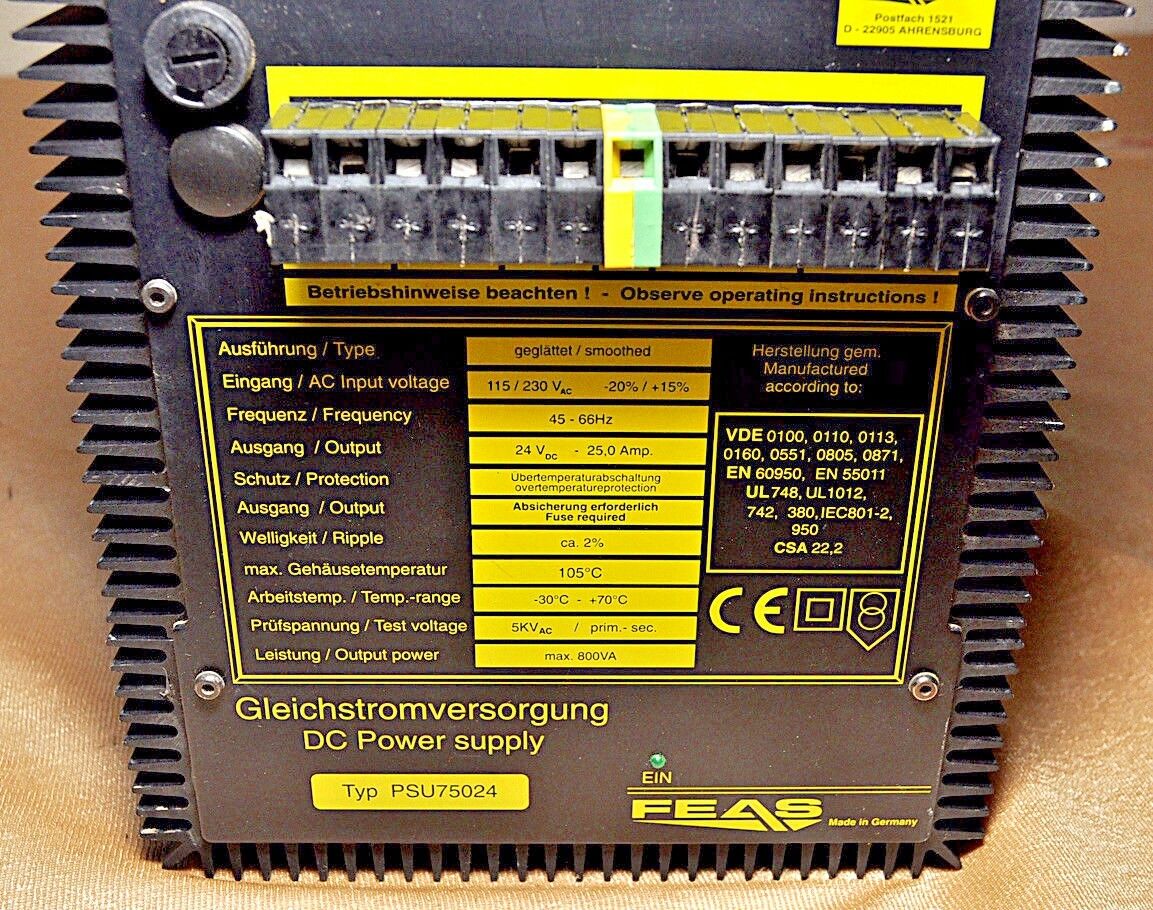 Postfach 1521
D - 22905 AHRENSBURG
Betriebshinweise beachten ! - Observe operating instructions !
Ausführung / Type geglättet / smoothed
Eingang / AC Input voltage 115 / 230 VAC -20% / +15%
Frequenz / Frequency 45 - 66Hz
Ausgang / Output 24 VDC - 25,0 Amp.
Schutz / Protection Übertemperaturabschaltung
overtemperatureprotection
Ausgang / Output Absicherung erforderlich
Fuse required
Welligkeit / Ripple ca. 2%
max. Gehäusetemperatur 105°C
Arbeitstemp. / Temp.-range -30°C - +70°C
Prüfspannung / Test voltage 5KVAC / prim.- sec.
Leistung / Output power max. 800VA
Herstellung gem.
Manufactured
according to:
VDE 0100, 0110, 0113,
0160, 0551, 0805, 0871,
EN 60950, EN 55011
UL 748, UL1012,
742, 380, IEC801-2,
950
CSA 22,2
CE
Gleichstromversorgung
DC Power supply
Typ PSU75024
EIN
FEAS
Made in Germany